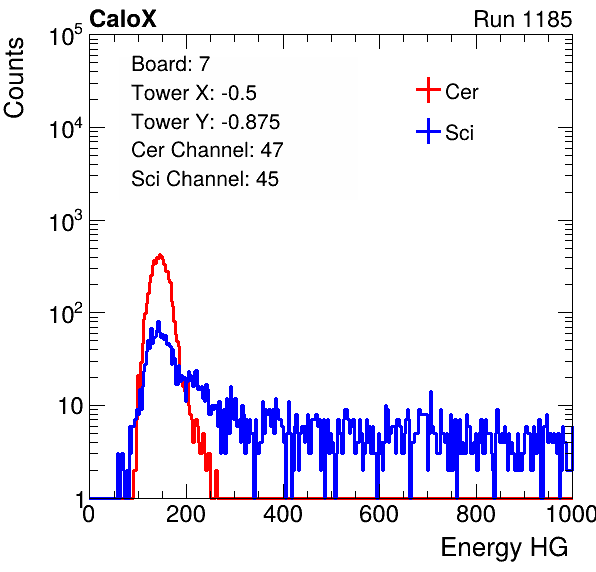 CaloX Run 1185
Counts
Board: 7
Tower X: -0.5
Tower Y: -0.875
Cer Channel: 47
Sci Channel: 45
Cer
Sci
10^5
10^4
10^3
10^2
10
1
0 200 400 600 800 1000
Energy HG